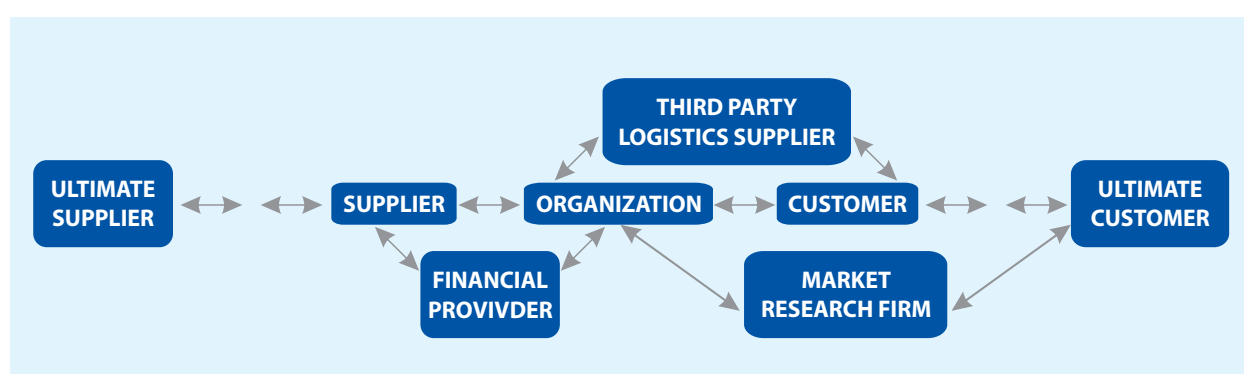 THIRD PARTY
LOGISTICS SUPPLIER
ULTIMATE
SUPPLIER
SUPPLIER
ORGANIZATION
CUSTOMER
ULTIMATE
CUSTOMER
FINANCIAL
PROVIVDER
MARKET
RESEARCH FIRM